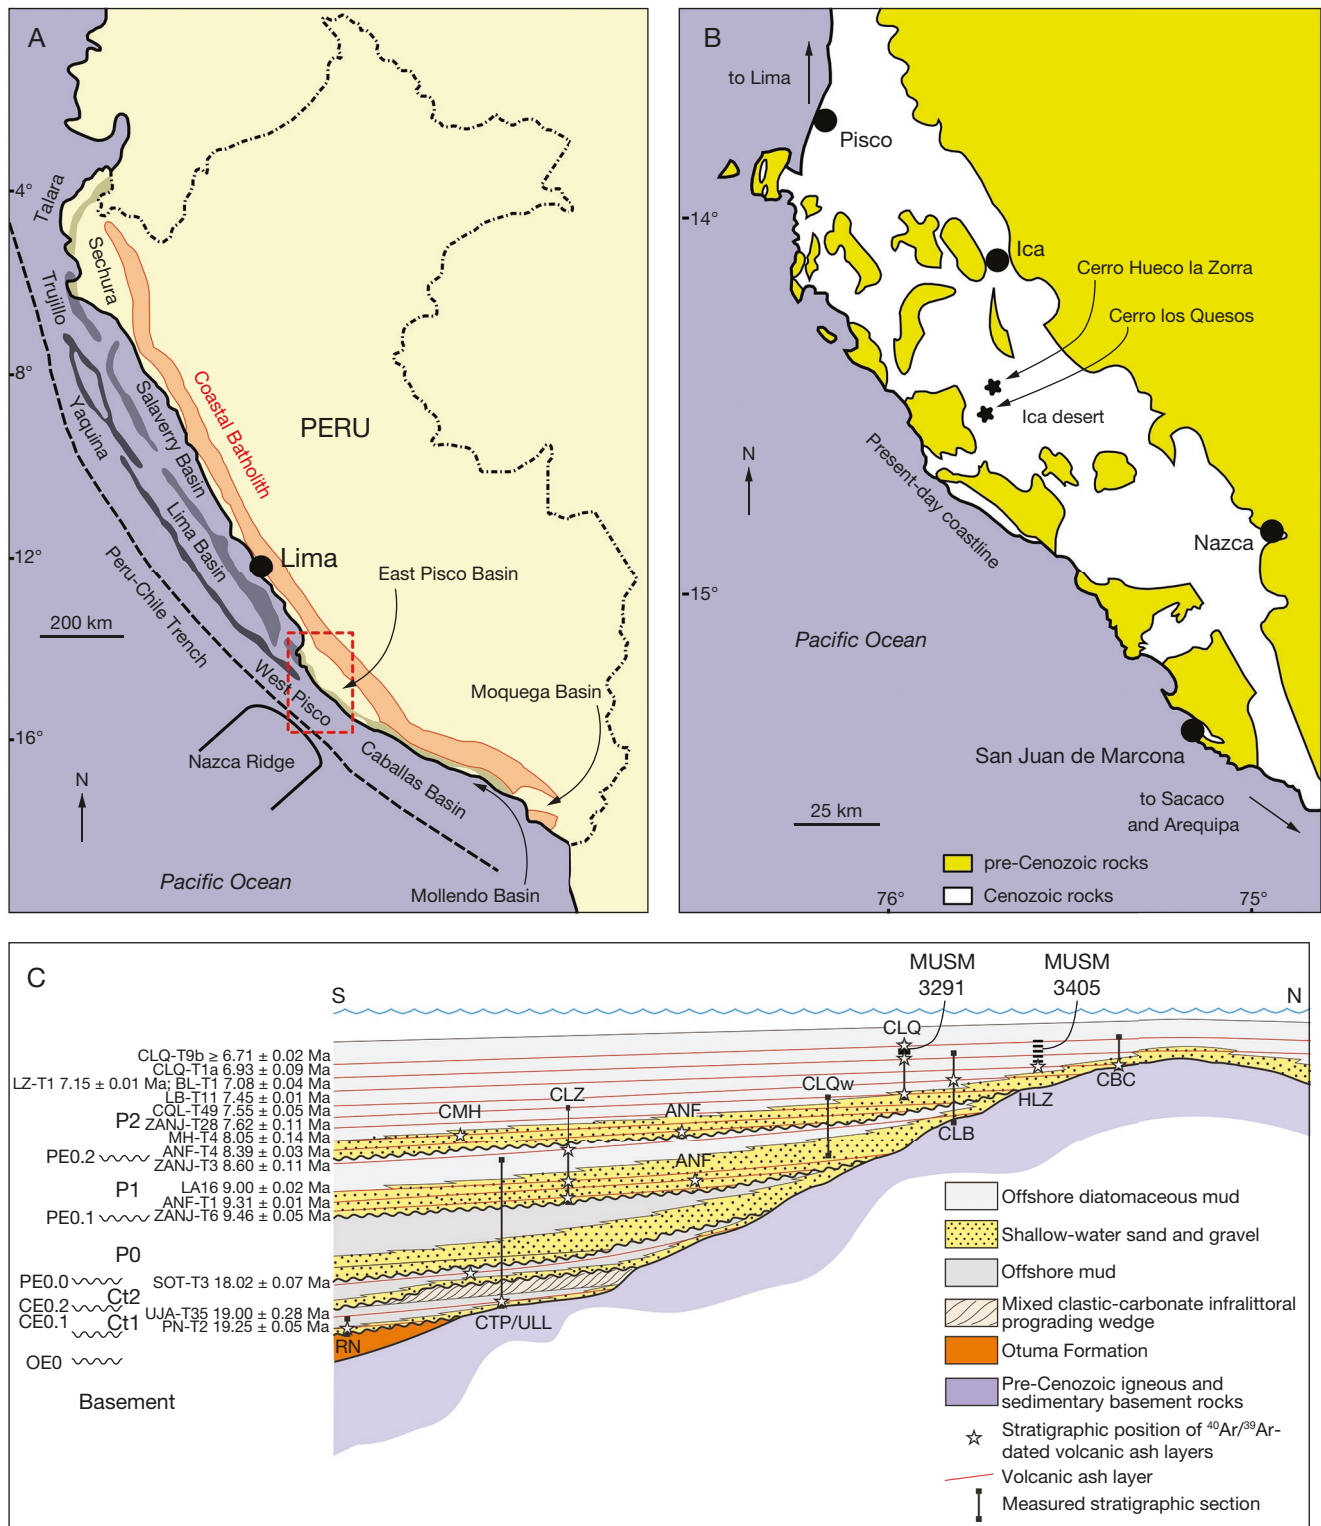 A
4°
8°
12°
16°
Talara
Sechura
Trujillo
Yaquina
Salaverry Basin
Lima Basin
Coastal Batholith
PERU
Lima
East Pisco Basin
Peru-Chile Trench
200 km
West Pisco
Moquega Basin
Nazca Ridge
Caballas Basin
N
Pacific Ocean
Mollendo Basin
B
to Lima
Pisco
14°
Ica
Cerro Hueco la Zorra
Cerro los Quesos
Ica desert
N
Present-day coastline
Nazca
15°
Pacific Ocean
San Juan de Marcona
25 km
to Sacaco
and Arequipa
pre-Cenozoic rocks
Cenozoic rocks
76°
75°
C
S
N
MUSM
3291
MUSM
3405
CLQ-T9b ≥ 6.71 ± 0.02 Ma
CLQ-T1a 6.93 ± 0.09 Ma
LZ-T1 7.15 ± 0.01 Ma; BL-T1 7.08 ± 0.04 Ma
LB-T11 7.45 ± 0.01 Ma
CQL-T49 7.55 ± 0.05 Ma
P2 ZANJ-T28 7.62 ± 0.11 Ma
MH-T4 8.05 ± 0.14 Ma
ANF-T4 8.39 ± 0.03 Ma
PE0.2 ZANJ-T3 8.60 ± 0.11 Ma
P1 LA16 9.00 ± 0.02 Ma
ANF-T1 9.31 ± 0.01 Ma
PE0.1 ZANJ-T6 9.46 ± 0.05 Ma
P0
PE0.0 SOT-T3 18.02 ± 0.07 Ma
Ct2
CE0.2
UJA-T35 19.00 ± 0.28 Ma
CE0.1 Ct1
PN-T2 19.25 ± 0.05 Ma
OE0
Basement
CLQ
CLZ
CMH
ANF
CLQw
ANF
CLB
HLZ
CBC
CTP/ULL
RN
Offshore diatomaceous mud
Shallow-water sand and gravel
Offshore mud
Mixed clastic-carbonate infralittoral
prograding wedge
Otuma Formation
Pre-Cenozoic igneous and
sedimentary basement rocks
Stratigraphic position of ⁴⁰Ar/³⁹Ar-
dated volcanic ash layers
Volcanic ash layer
Measured stratigraphic section